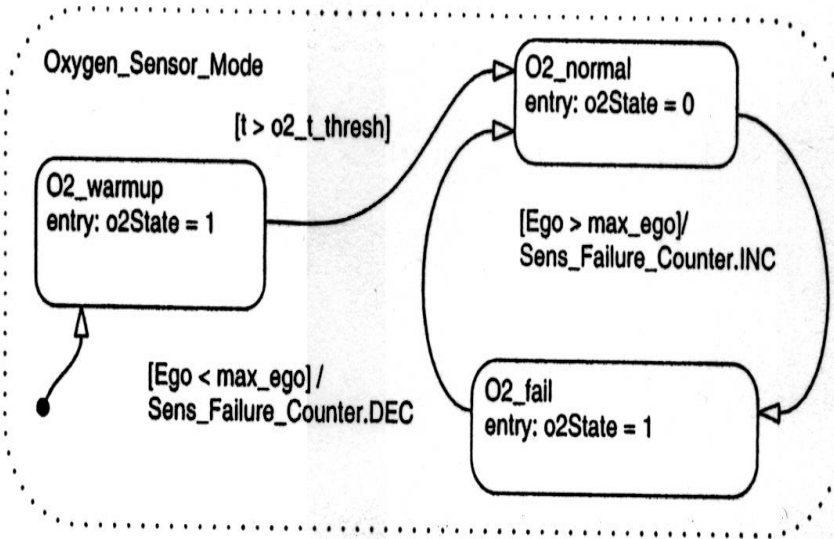 Oxygen_Sensor_Mode
O2_normal
entry: o2State = 0
[t > o2_t_thresh]
O2_warmup
entry: o2State = 1
[Ego > max_ego]/
Sens_Failure_Counter.INC
[Ego < max_ego] /
Sens_Failure_Counter.DEC
O2_fail
entry: o2State = 1